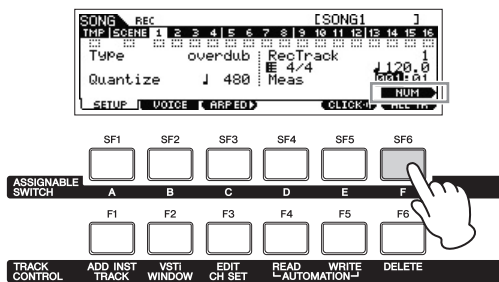 SONG REC [SONG1 ]
TMP SCENE 1 2 3 4 5 6 7 8 9 10 11 12 13 14 15 16
Type overdub RecTrack 1
4/4 ♩120.0
Quantize ♩ 480 Meas 001:01
NUM
SETUP VOICE ARP ED CLICK ALL TR
SF1 SF2 SF3 SF4 SF5 SF6
ASSIGNABLE
SWITCH A B C D E F
F1 F2 F3 F4 F5 F6
TRACK
CONTROL ADD INST
TRACK VSTi
WINDOW EDIT
CH SET READ WRITE
AUTOMATION DELETE